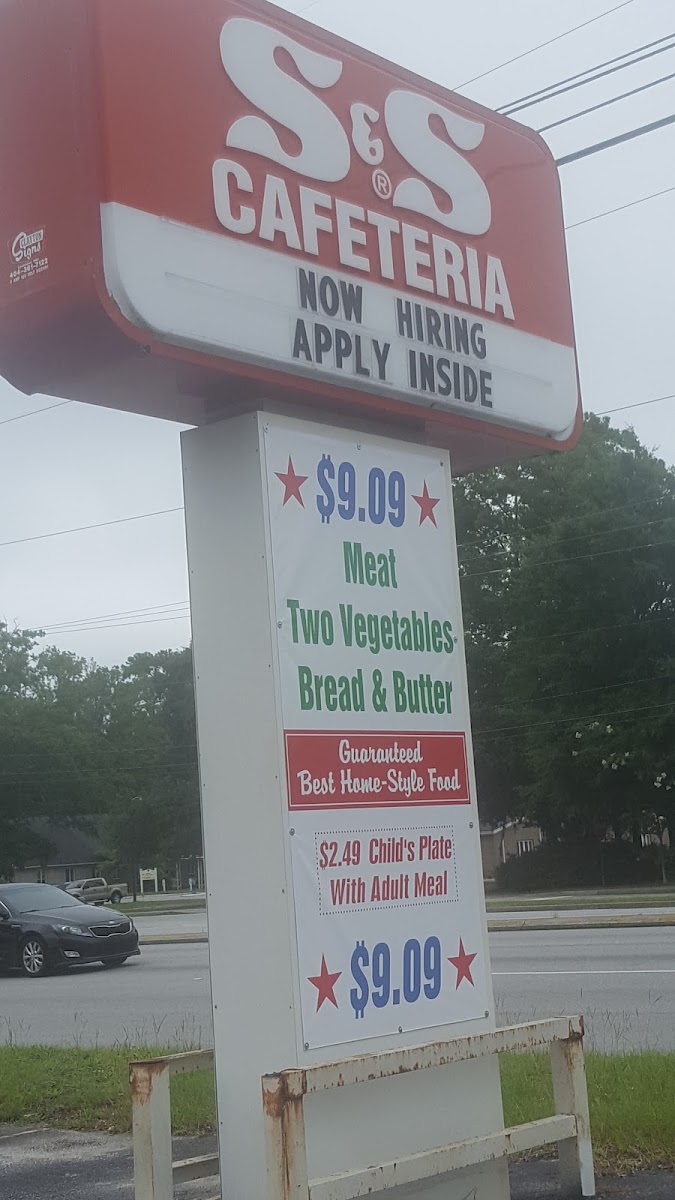 S&S®
CAFETERIA
NOW HIRING
APPLY INSIDE
Signs
$9.09
Meat
Two Vegetables
Bread & Butter
Guaranteed
Best Home-Style Food
$2.49 Child's Plate
With Adult Meal
$9.09